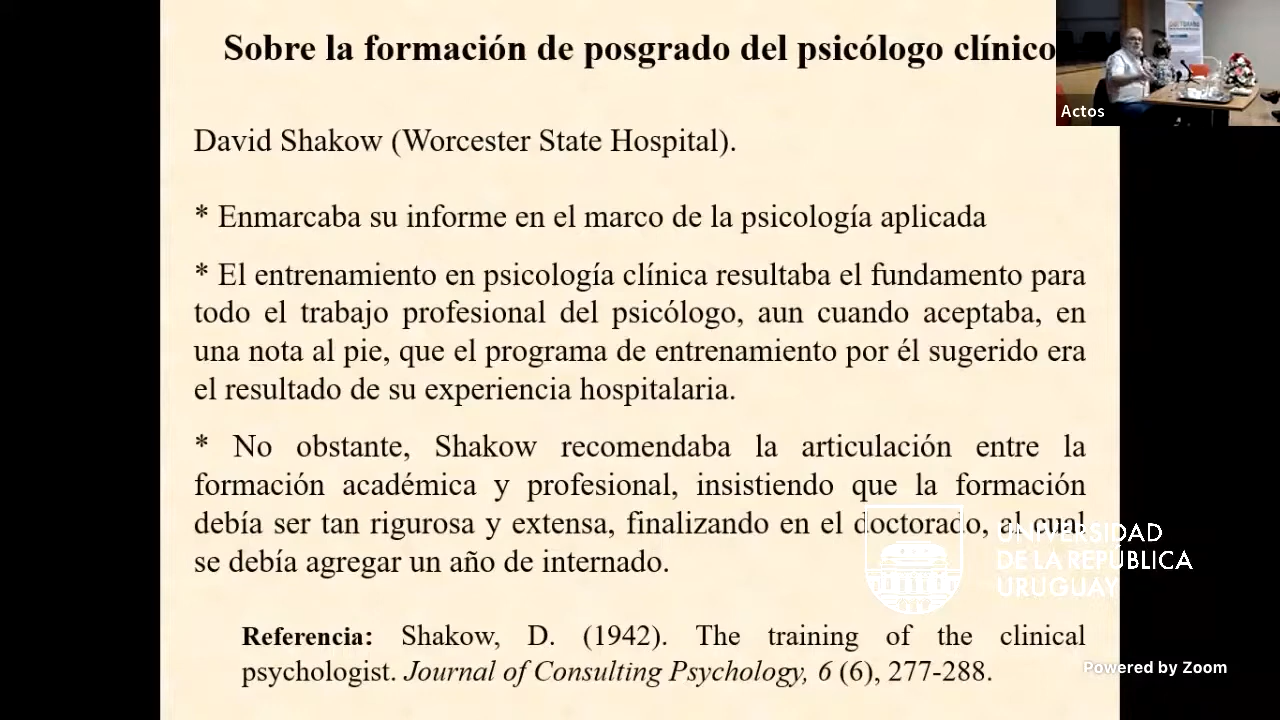 Sobre la formación de posgrado del psicólogo clínico
Actos
David Shakow (Worcester State Hospital).
* Enmarcaba su informe en el marco de la psicología aplicada
* El entrenamiento en psicología clínica resultaba el fundamento para
todo el trabajo profesional del psicólogo, aun cuando aceptaba, en
una nota al pie, que el programa de entrenamiento por él sugerido era
el resultado de su experiencia hospitalaria.
* No obstante, Shakow recomendaba la articulación entre la
formación académica y profesional, insistiendo que la formación
debía ser tan rigurosa y extensa, finalizando en el doctorado, al cual
se debía agregar un año de internado.
UNIVERSIDAD
DE LA REPÚBLICA
URUGUAY
Referencia: Shakow, D. (1942). The training of the clinical
psychologist. Journal of Consulting Psychology, 6 (6), 277-288.
Powered by Zoom